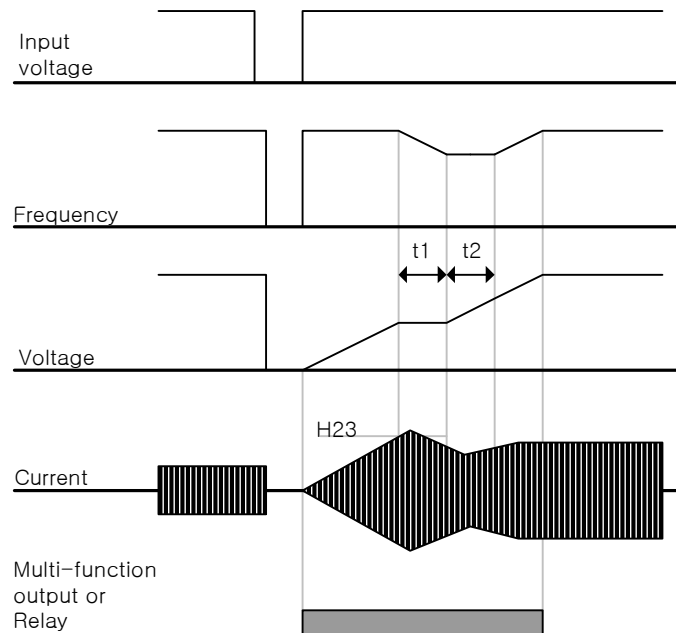 Input
voltage
Frequency
t1 t2
Voltage
H23
Current
Multi-function
output or
Relay